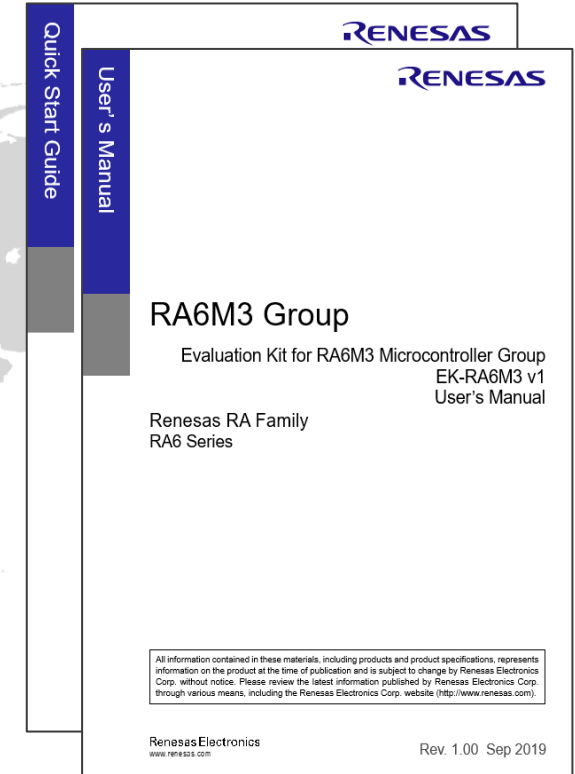 Quick Start Guide
RENESAS
User's Manual
RENESAS
RA6M3 Group
Evaluation Kit for RA6M3 Microcontroller Group
EK-RA6M3 v1
User's Manual
Renesas RA Family
RA6 Series
All information contained in these materials, including products and product specifications, represents
information on the product at the time of publication and is subject to change by Renesas Electronics
Corp. without notice. Please review the latest information published by Renesas Electronics Corp.
through various means, including the Renesas Electronics Corp. website (http://www.renesas.com).
Renesas Electronics
www.renesas.com
Rev. 1.00 Sep 2019